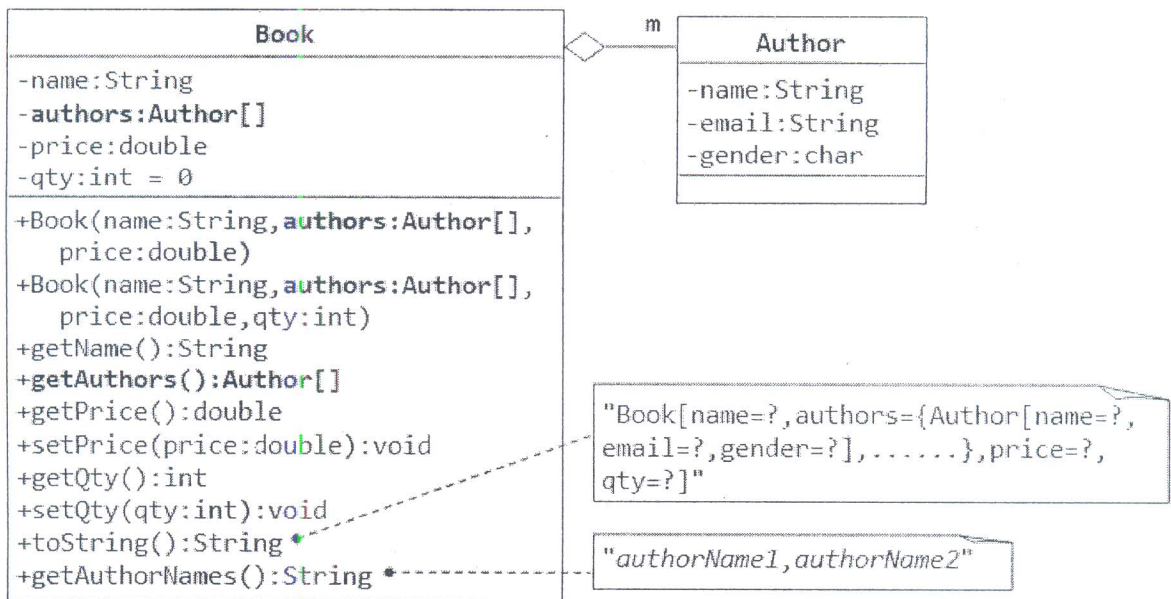 Book
-name:String
-authors:Author[]
-price:double
-qty:int = 0
+Book(name:String,authors:Author[],
price:double)
+Book(name:String,authors:Author[],
price:double,qty:int)
+getName():String
+getAuthors():Author[]
+getPrice():double
+setPrice(price:double):void
+getQty():int
+setQty(qty:int):void
+toString():String
+getAuthorNames():String
m
Author
-name:String
-email:String
-gender:char
"Book[name=?,authors={Author[name=?,
email=?,gender=?],......},price=?,
qty=?]"
"authorName1,authorName2"